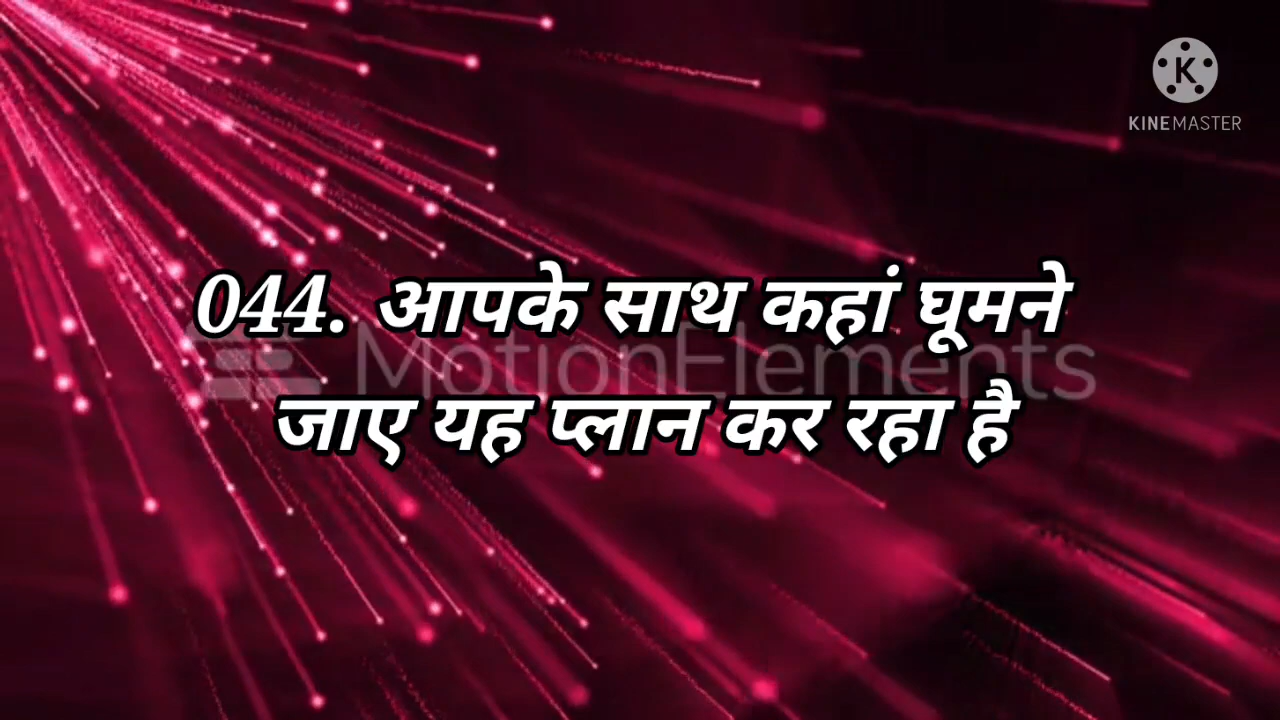 K
KINEMASTER
044. आपके साथ कहां घूमने
MotionElements
जाए यह प्लान कर रहा है